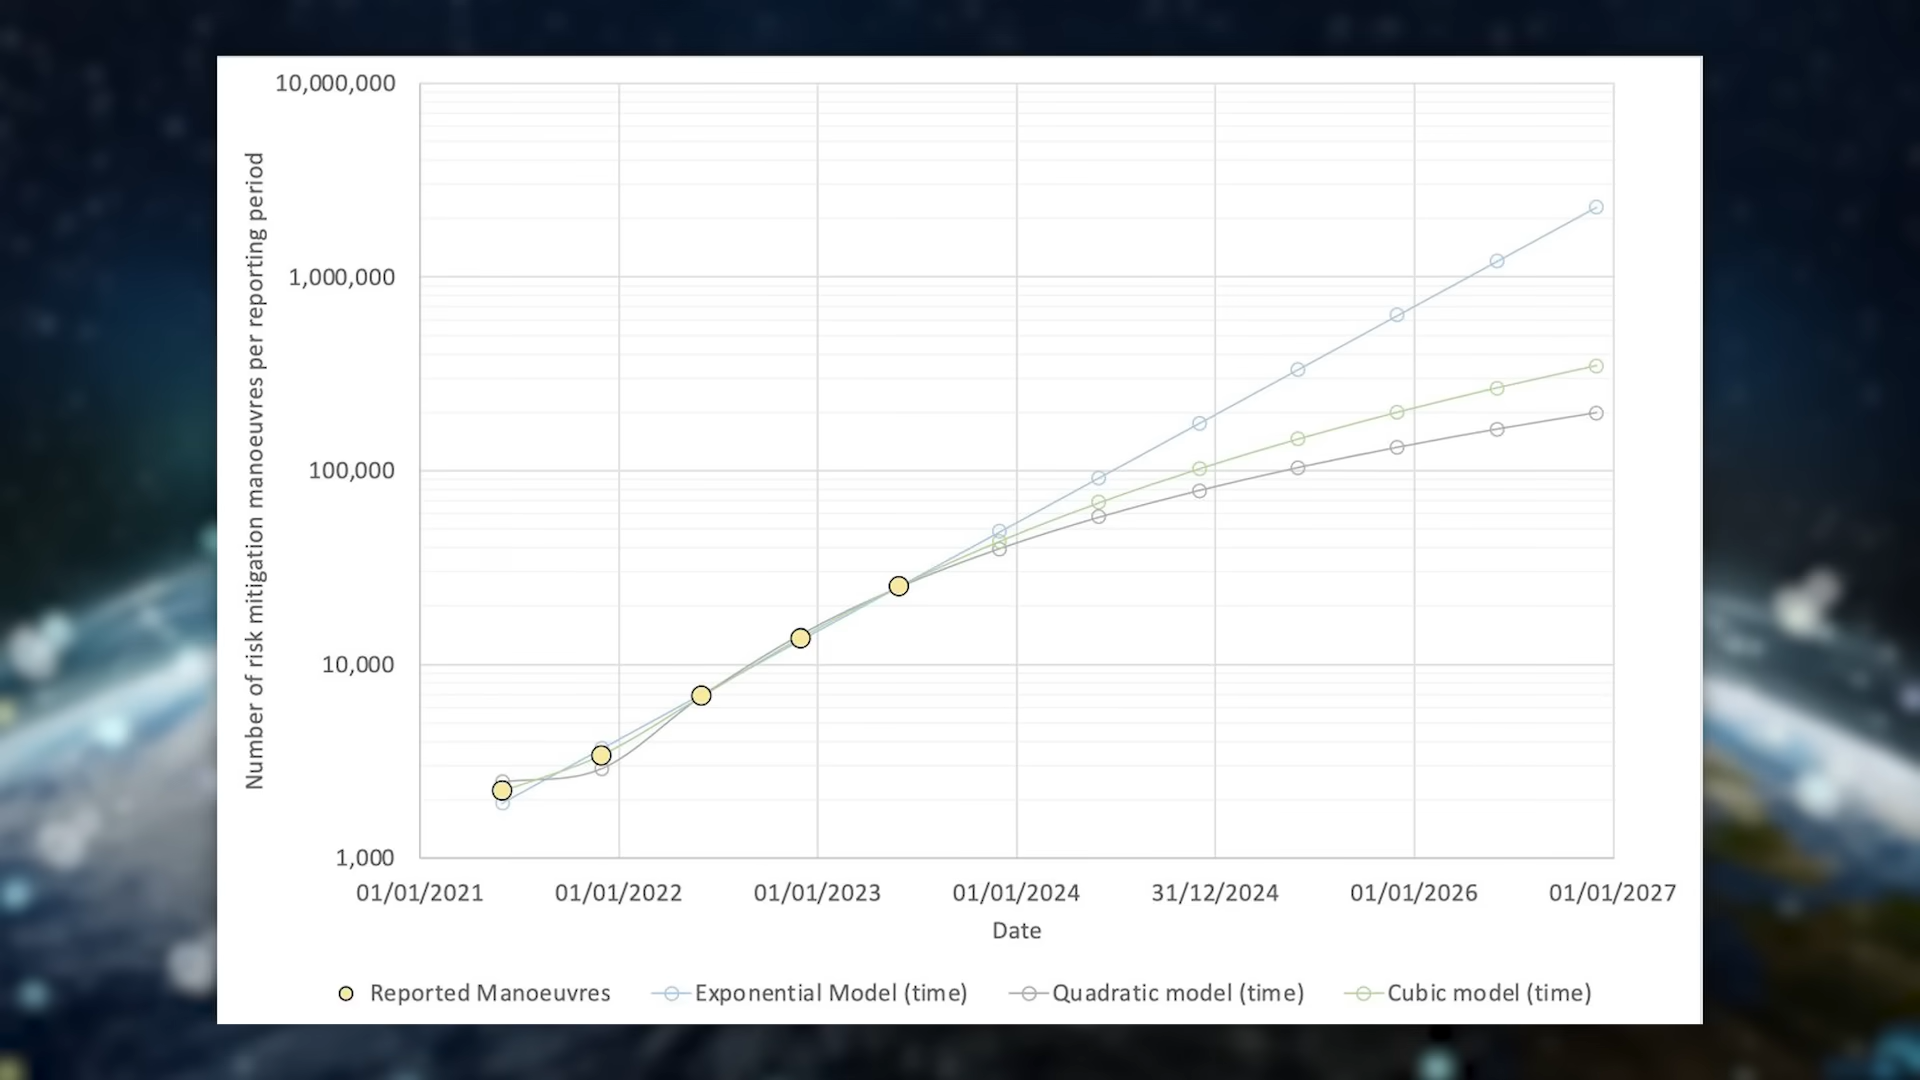 10,000,000
1,000,000
100,000
10,000
1,000
Number of risk mitigation manoeuvres per reporting period
01/01/2021 01/01/2022 01/01/2023 01/01/2024 31/12/2024 01/01/2026 01/01/2027
Date
Reported Manoeuvres Exponential Model (time) Quadratic model (time) Cubic model (time)